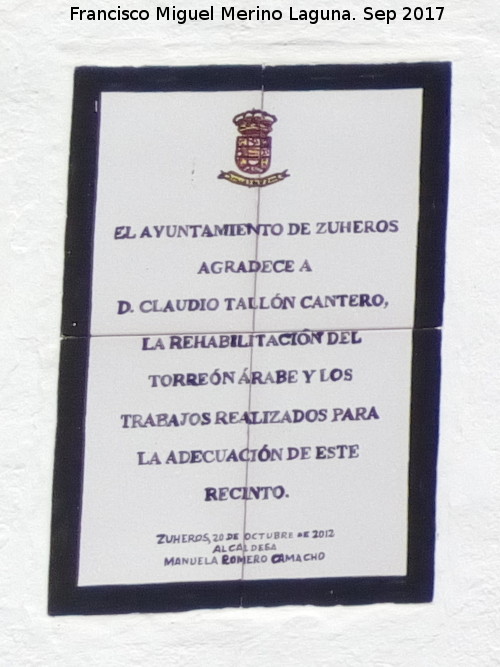 Francisco Miguel Merino Laguna. Sep 2017
EL AYUNTAMIENTO DE ZUHEROS
AGRADECE A
D. CLAUDIO TALLÓN CANTERO,
LA REHABILITACIÓN DEL
TORREÓN ÁRABE Y LOS
TRABAJOS REALIZADOS PARA
LA ADECUACIÓN DE ESTE
RECINTO.
ZUHEROS, 20 DE OCTUBRE DE 2012
ALCALDESA
MANUELA ROMERO CAMACHO